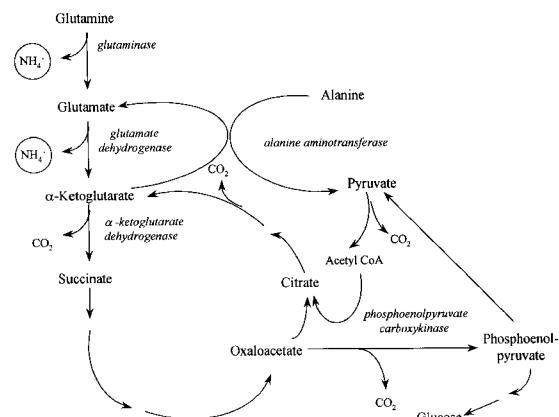 Glutamine
glutaminase
NH4+
Glutamate
Alanine
glutamate
dehydrogenase
alanine aminotransferase
NH4+
CO2
α-Ketoglutarate
Pyruvate
α-ketoglutarate
dehydrogenase
CO2
CO2
Acetyl CoA
Succinate
Citrate
phosphoenolpyruvate
carboxykinase
Oxaloacetate
Phosphoenol-
pyruvate
CO2
Glucose